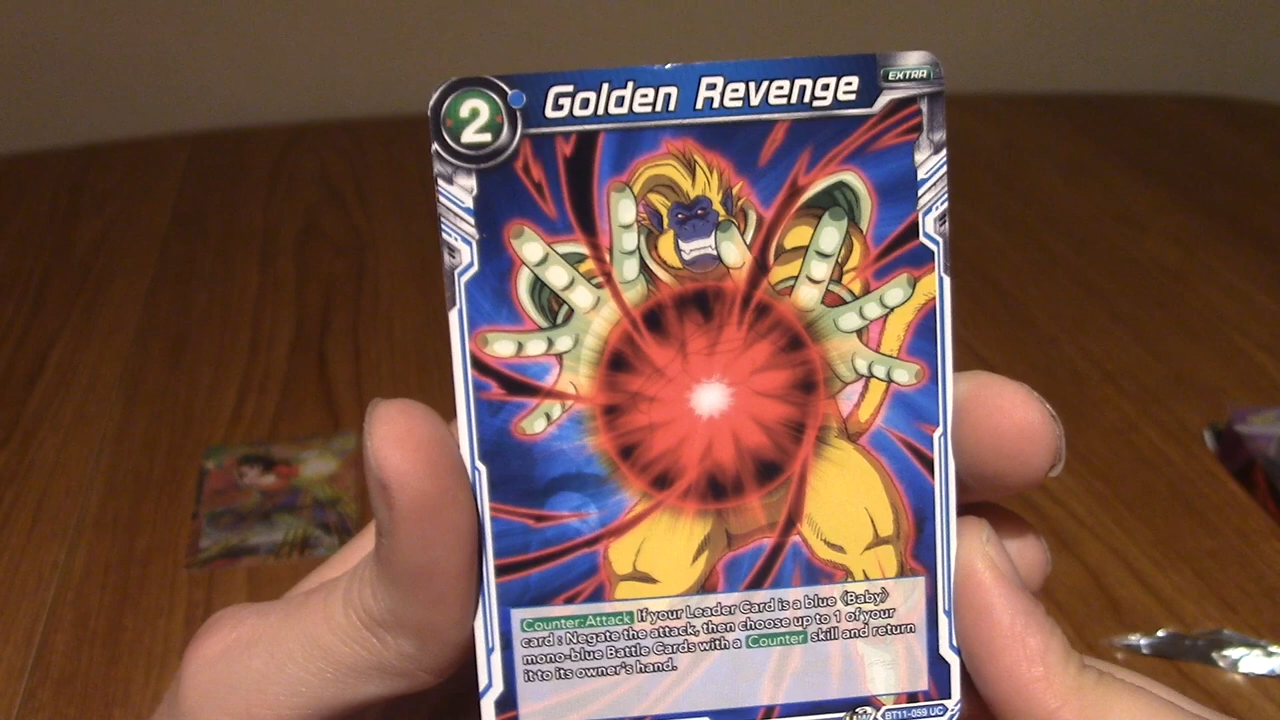 2
Golden Revenge
EXTRA
Counter:Attack If your Leader Card is a blue 《Baby》
card : Negate the attack, then choose up to 1 of your
mono-blue Battle Cards with a Counter skill and return
it to its owner's hand.
BT11-059 UC